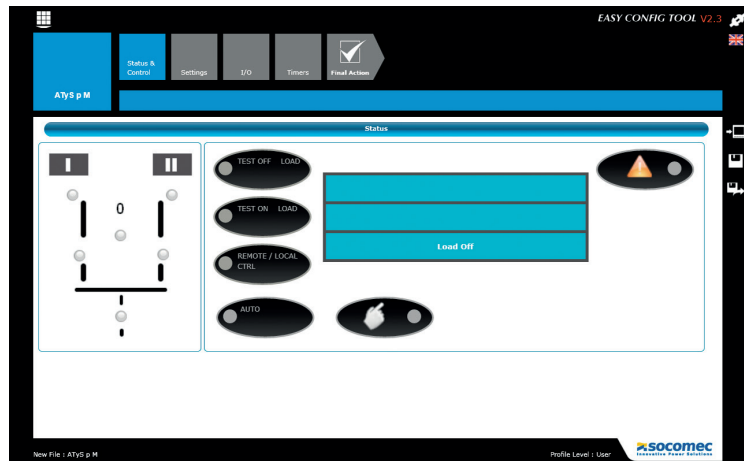 EASY CONFIG TOOL V2.3
ATyS p M
Status &
Control
Settings
I/O
Timers
Final Action
Status
I
II
0
TEST OFF LOAD
TEST ON LOAD
REMOTE / LOCAL
CTRL
AUTO
Load Off
New File : ATyS p M
Profile Level : User
socomec
Innovative Power Solutions